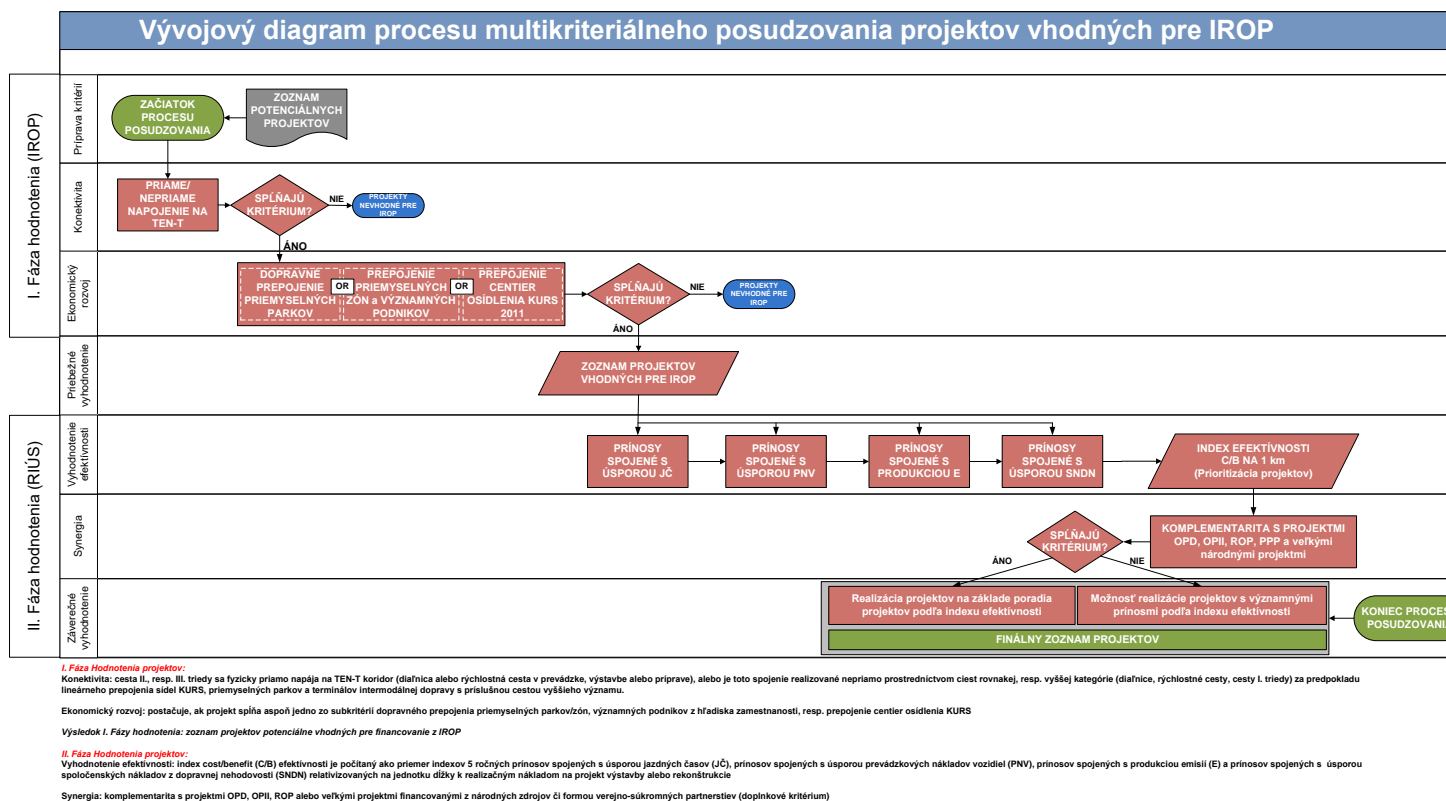 Vývojový diagram procesu multikriteriálneho posudzovania projektov vhodných pre IROP
I. Fáza hodnotenia (IROP)
Príprava kritérií
ZAČIATOK
PROCESU
POSUDZOVANIA
ZOZNAM
POTENCIÁLNYCH
PROJEKTOV
Konektivita
PRIAME/
NEPRIAME
NAPOJENIE NA
TEN-T
SPĹŇAJÚ
KRITÉRIUM?
NIE
PROJEKTY
NEVHODNÉ PRE
IROP
ÁNO
Ekonomický
rozvoj
DOPRAVNÉ
PREPOJENIE
PRIEMYSELNÝCH
PARKOV
OR
PREPOJENIE
PRIEMYSELNÝCH
ZÓN a VÝZNAMNÝCH
PODNIKOV
OR
PREPOJENIE
CENTIER
OSÍDLENIA KURS
2011
SPĹŇAJÚ
KRITÉRIUM?
NIE
PROJEKTY
NEVHODNÉ PRE
IROP
ÁNO
Priebežné
vyhodnotenie
ZOZNAM PROJEKTOV
VHODNÝCH PRE IROP
II. Fáza hodnotenia (RIÚS)
Vyhodnotenie
efektívnosti
PRÍNOSY
SPOJENÉ S
ÚSPOROU JČ
PRÍNOSY
SPOJENÉ S
ÚSPOROU PNV
PRÍNOSY
SPOJENÉ S
PRODUKCIOU E
PRÍNOSY
SPOJENÉ S
ÚSPOROU SNDN
INDEX EFEKTÍVNOSTI
C/B NA 1 km
(Prioritizácia projektov)
Synergia
SPĹŇAJÚ
KRITÉRIUM?
KOMPLEMENTARITA S PROJEKTMI
OPD, OPII, ROP, PPP a veľkými
národnými projektmi
ÁNO
NIE
Záverečné
vyhodnotenie
Realizácia projektov na základe poradia
projektov podľa indexu efektívnosti
Možnosť realizácie projektov s významnými
prínosmi podľa indexu efektívnosti
FINÁLNY ZOZNAM PROJEKTOV
KONIEC PROCES
POSUDZOVANIA
I. Fáza Hodnotenia projektov:
Konektivita: cesta II., resp. III. triedy sa fyzicky priamo napája na TEN-T koridor (diaľnica alebo rýchlostná cesta v prevádzke, výstavbe alebo príprave), alebo je toto spojenie realizované nepriamo prostredníctvom ciest rovnakej, resp. vyššej kategórie (diaľnice, rýchlostné cesty, cesty I. triedy) za predpokladu
lineárneho prepojenia sídel KURS, priemyselných parkov a terminálov intermodálnej dopravy s príslušnou cestou vyššieho významu.
Ekonomický rozvoj: postačuje, ak projekt spĺňa aspoň jedno zo subkritérií dopravného prepojenia priemyselných parkov/zón, významných podnikov z hľadiska zamestnanosti, resp. prepojenie centier osídlenia KURS
Výsledok I. Fázy hodnotenia: zoznam projektov potenciálne vhodných pre financovanie z IROP
II. Fáza Hodnotenia projektov:
Vyhodnotenie efektívnosti: index cost/benefit (C/B) efektívnosti je počítaný ako priemer indexov 5 ročných prínosov spojených s úsporou jazdných časov (JČ), prínosov spojených s úsporou prevádzkových nákladov vozidiel (PNV), prínosov spojených s produkciou emisií (E) a prínosov spojených s úsporou
spoločenských nákladov z dopravnej nehodovosti (SNDN) relativizovaných na jednotku dĺžky k realizačným nákladom na projekt výstavby alebo rekonštrukcie
Synergia: komplementarita s projektmi OPD, OPII, ROP alebo veľkými projektmi financovanými z národných zdrojov či formou verejno-súkromných partnerstiev (doplnkové kritérium)